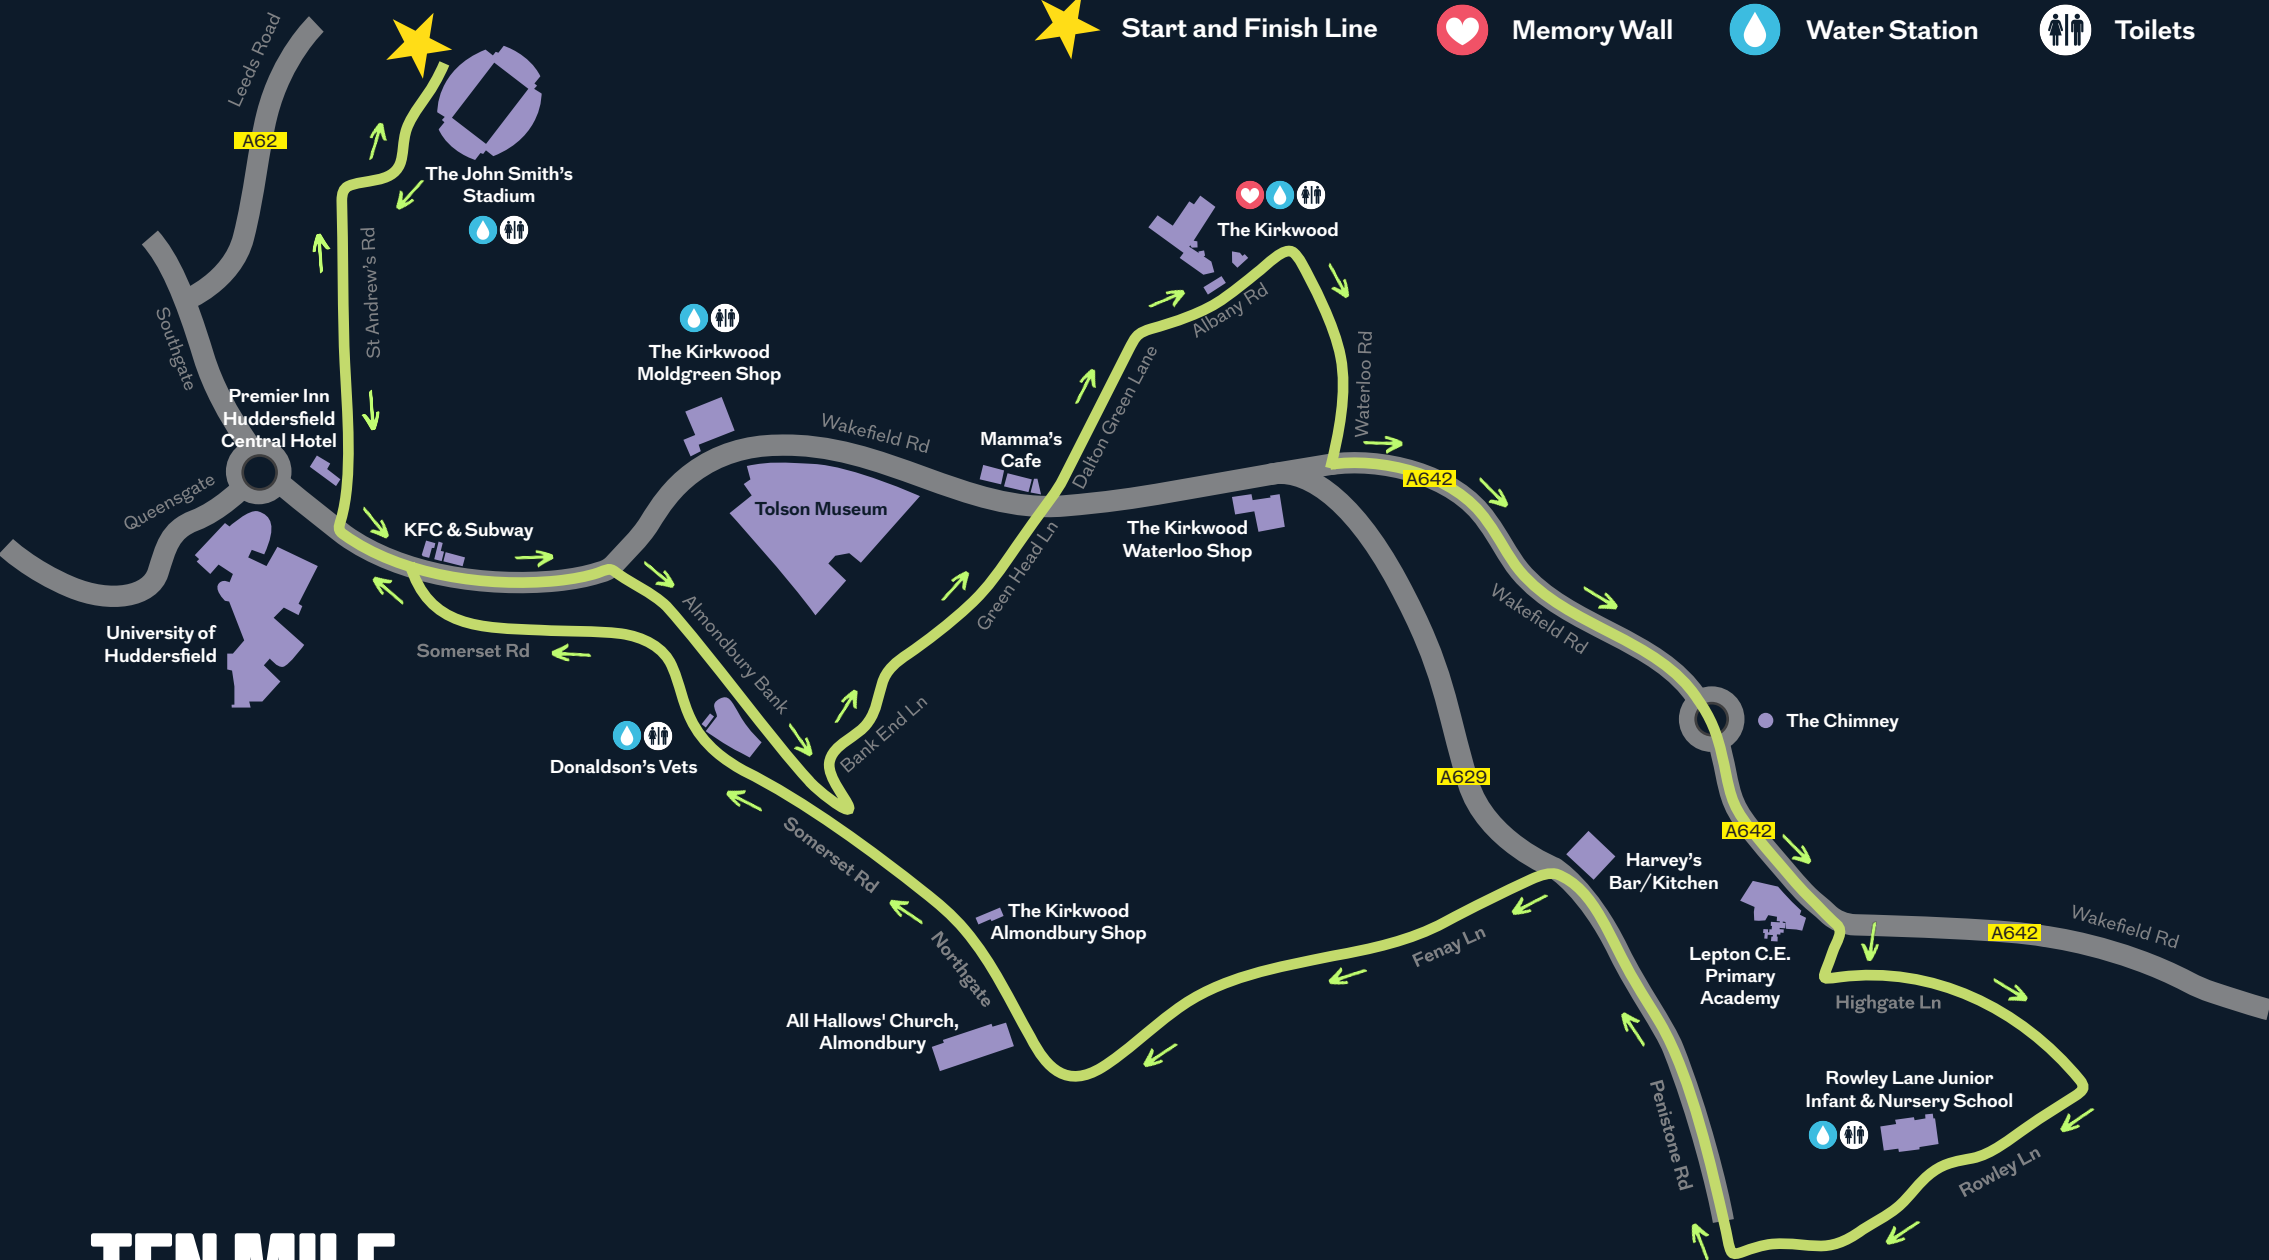 Start and Finish Line
Memory Wall
Water Station
Toilets
Leeds Road
A62
The John Smith's
Stadium
St Andrew's Rd
Southgate
Premier Inn
Huddersfield
Central Hotel
Queensgate
KFC & Subway
University of
Huddersfield
The Kirkwood
Moldgreen Shop
Wakefield Rd
Tolson Museum
Mamma's
Cafe
The Kirkwood
Albany Rd
Dalton Green Lane
Waterloo Rd
A642
The Kirkwood
Waterloo Shop
Green Head Ln
Almondbury Bank
Somerset Rd
Bank End Ln
Donaldson's Vets
Wakefield Rd
The Chimney
A629
A642
Somerset Rd
Harvey's
Bar/Kitchen
The Kirkwood
Almondbury Shop
Northgate
Fenay Ln
Lepton C.E.
Primary
Academy
Wakefield Rd
A642
Highgate Ln
All Hallows' Church,
Almondbury
Penistone Rd
Rowley Lane Junior
Infant & Nursery School
Rowley Ln
TEN MILE